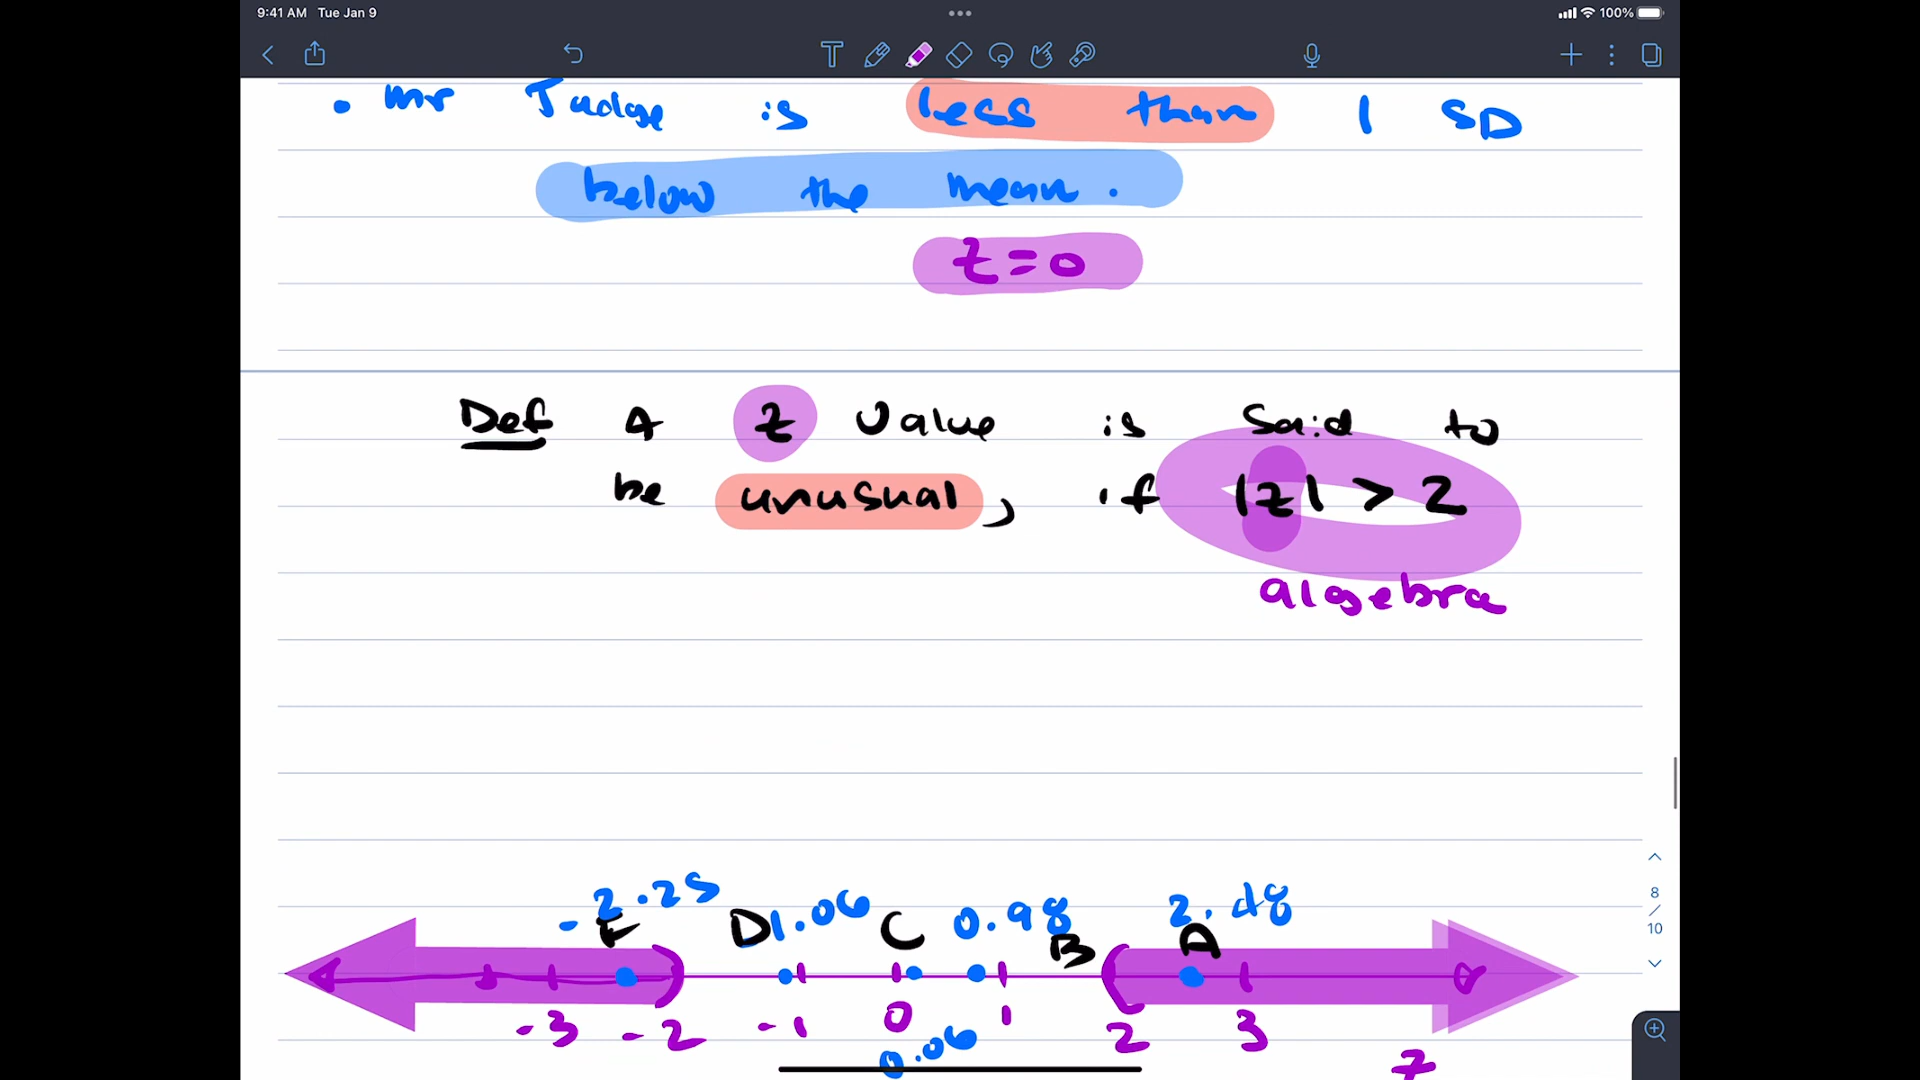 9:41 AM Tue Jan 9
100%
. Mr Judge is less than 1 SD
below the mean.
z=0
Def A z value is said to
be unusual, if |z| > 2
algebra
8
/
10
-2.25 1.06 0.98 2.48
F D C B A
-3 -2 -1 0 1 2 3
0.06 z